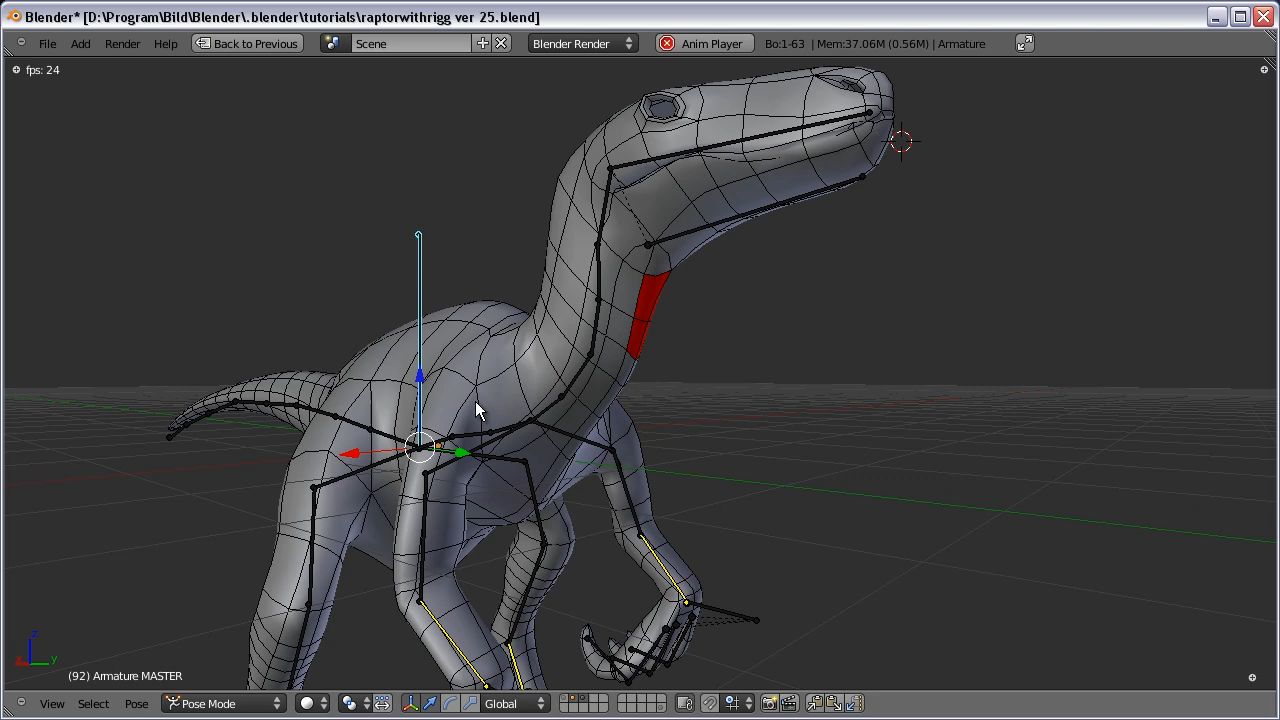 Blender* [D:\Program\Bild\Blender\.blender\tutorials\raptorwithrigg ver 25.blend]
File Add Render Help Back to Previous Scene Blender Render Anim Player Bo:1-63 | Mem:37.06M (0.56M) | Armature
fps: 24
z
x y
(92) Armature MASTER
View Select Pose Pose Mode Global